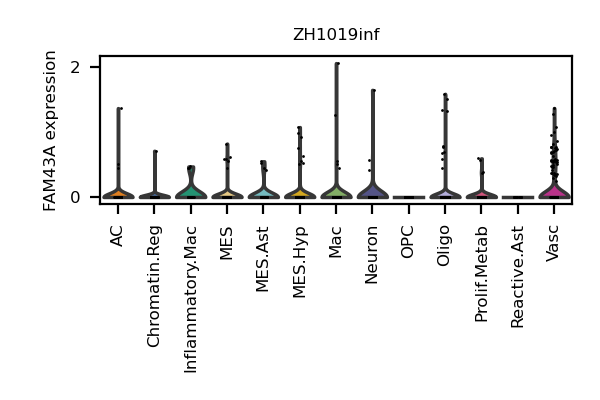 ZH1019inf
FAM43A expression
2
0
AC
Chromatin.Reg
Inflammatory.Mac
MES
MES.Ast
MES.Hyp
Mac
Neuron
OPC
Oligo
Prolif.Metab
Reactive.Ast
Vasc